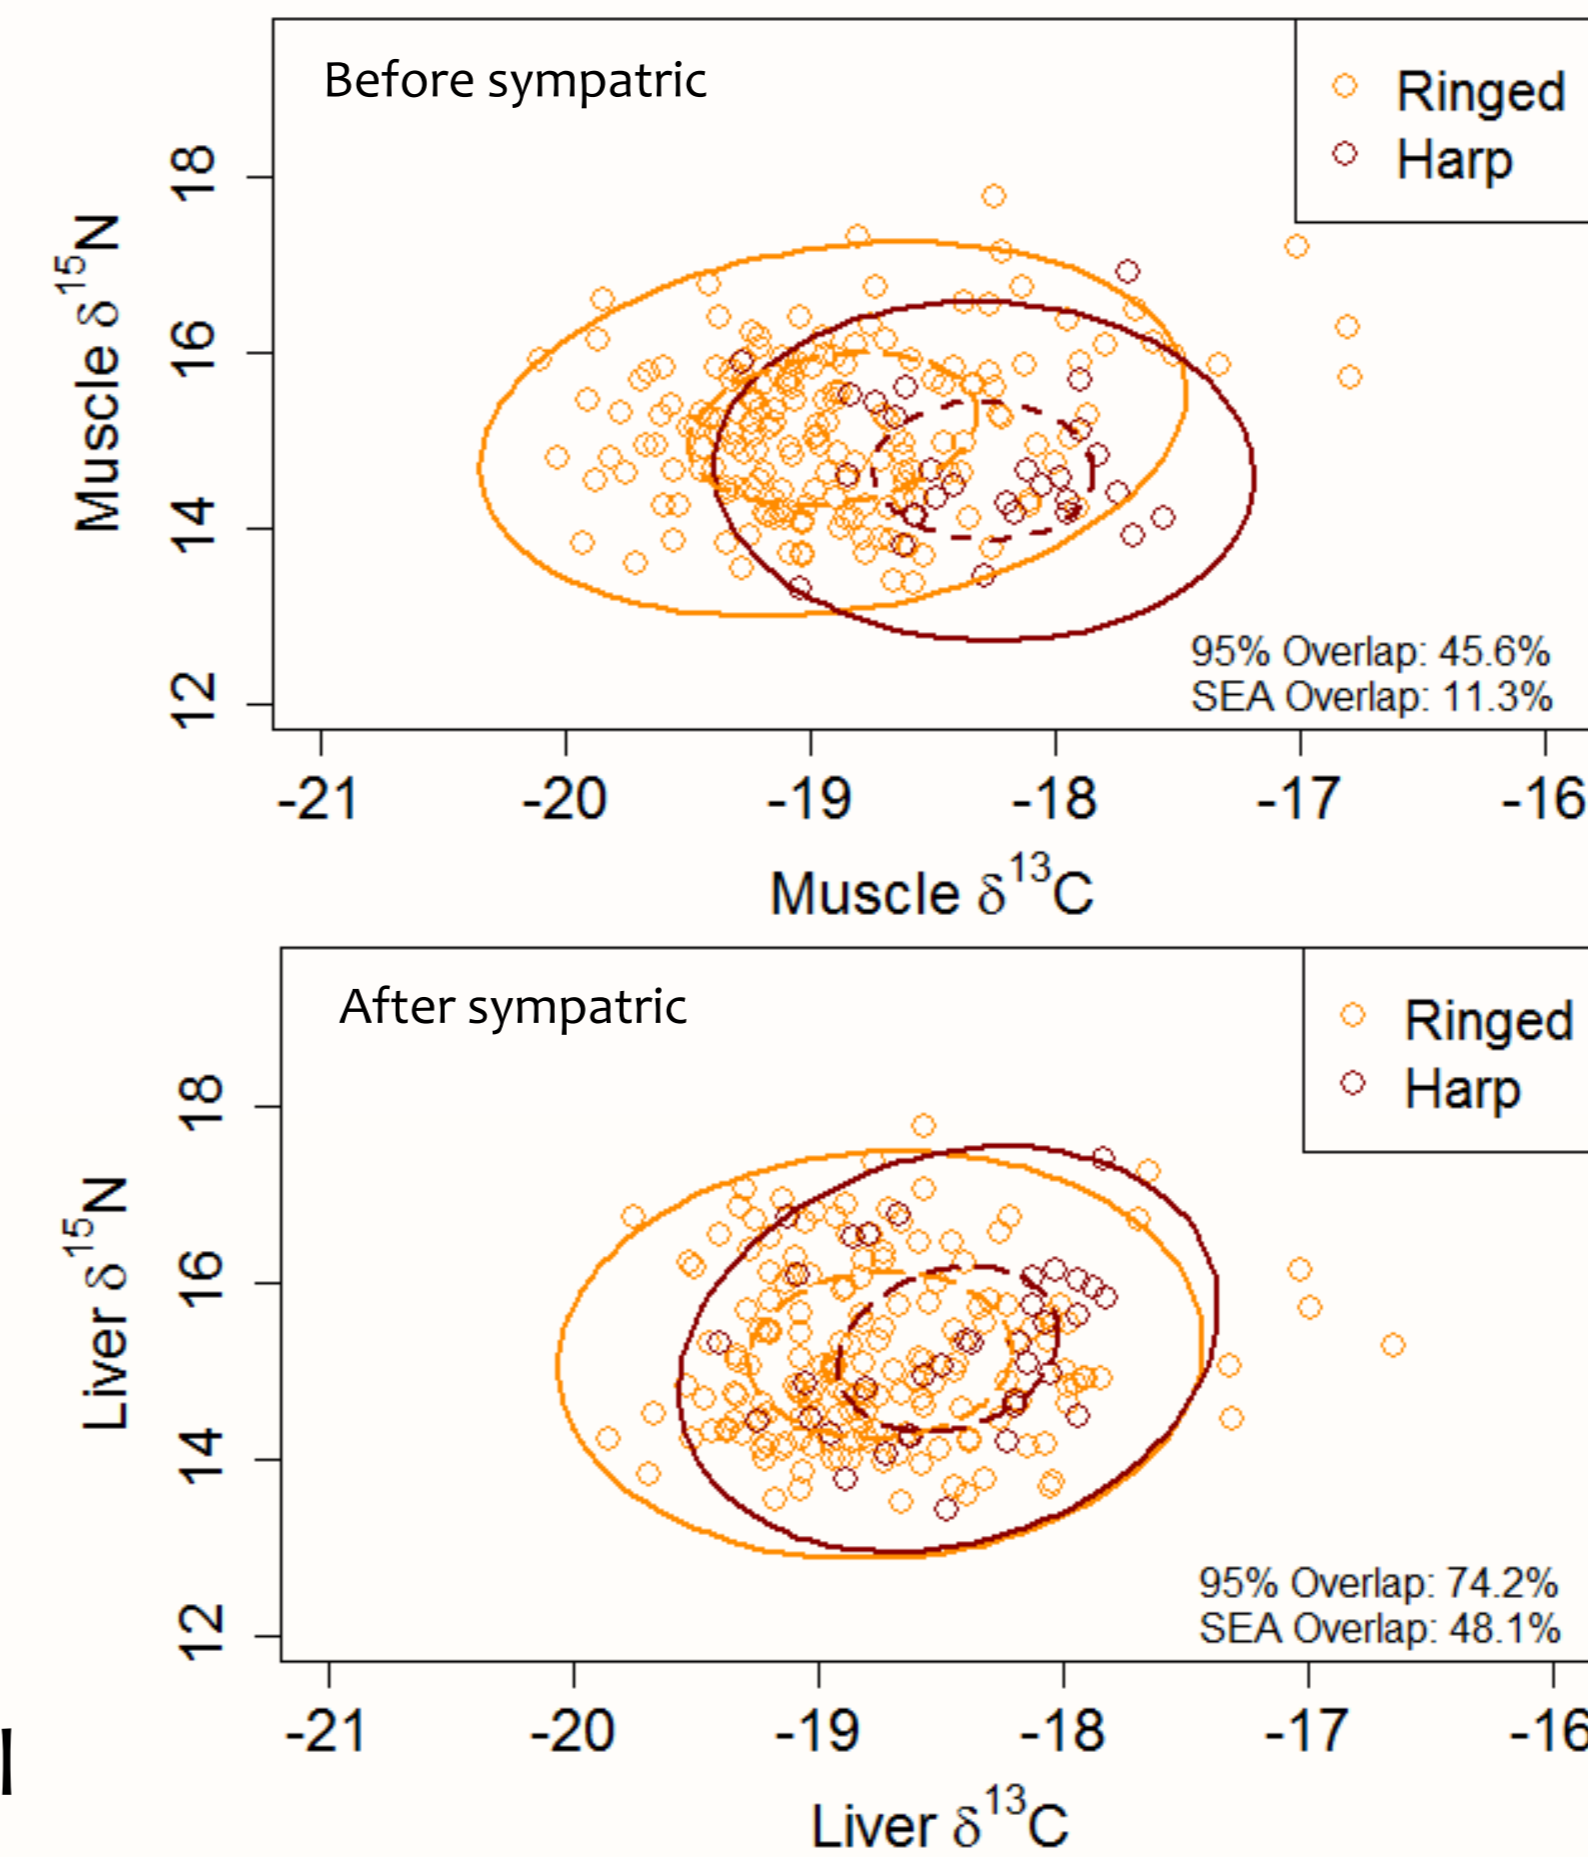 Before sympatric
Ringed
Harp
18
16
14
12
Muscle δ¹⁵N
95% Overlap: 45.6%
SEA Overlap: 11.3%
-21 -20 -19 -18 -17 -16
Muscle δ¹³C
After sympatric
Ringed
Harp
18
16
14
12
Liver δ¹⁵N
95% Overlap: 74.2%
SEA Overlap: 48.1%
-21 -20 -19 -18 -17 -16
Liver δ¹³C